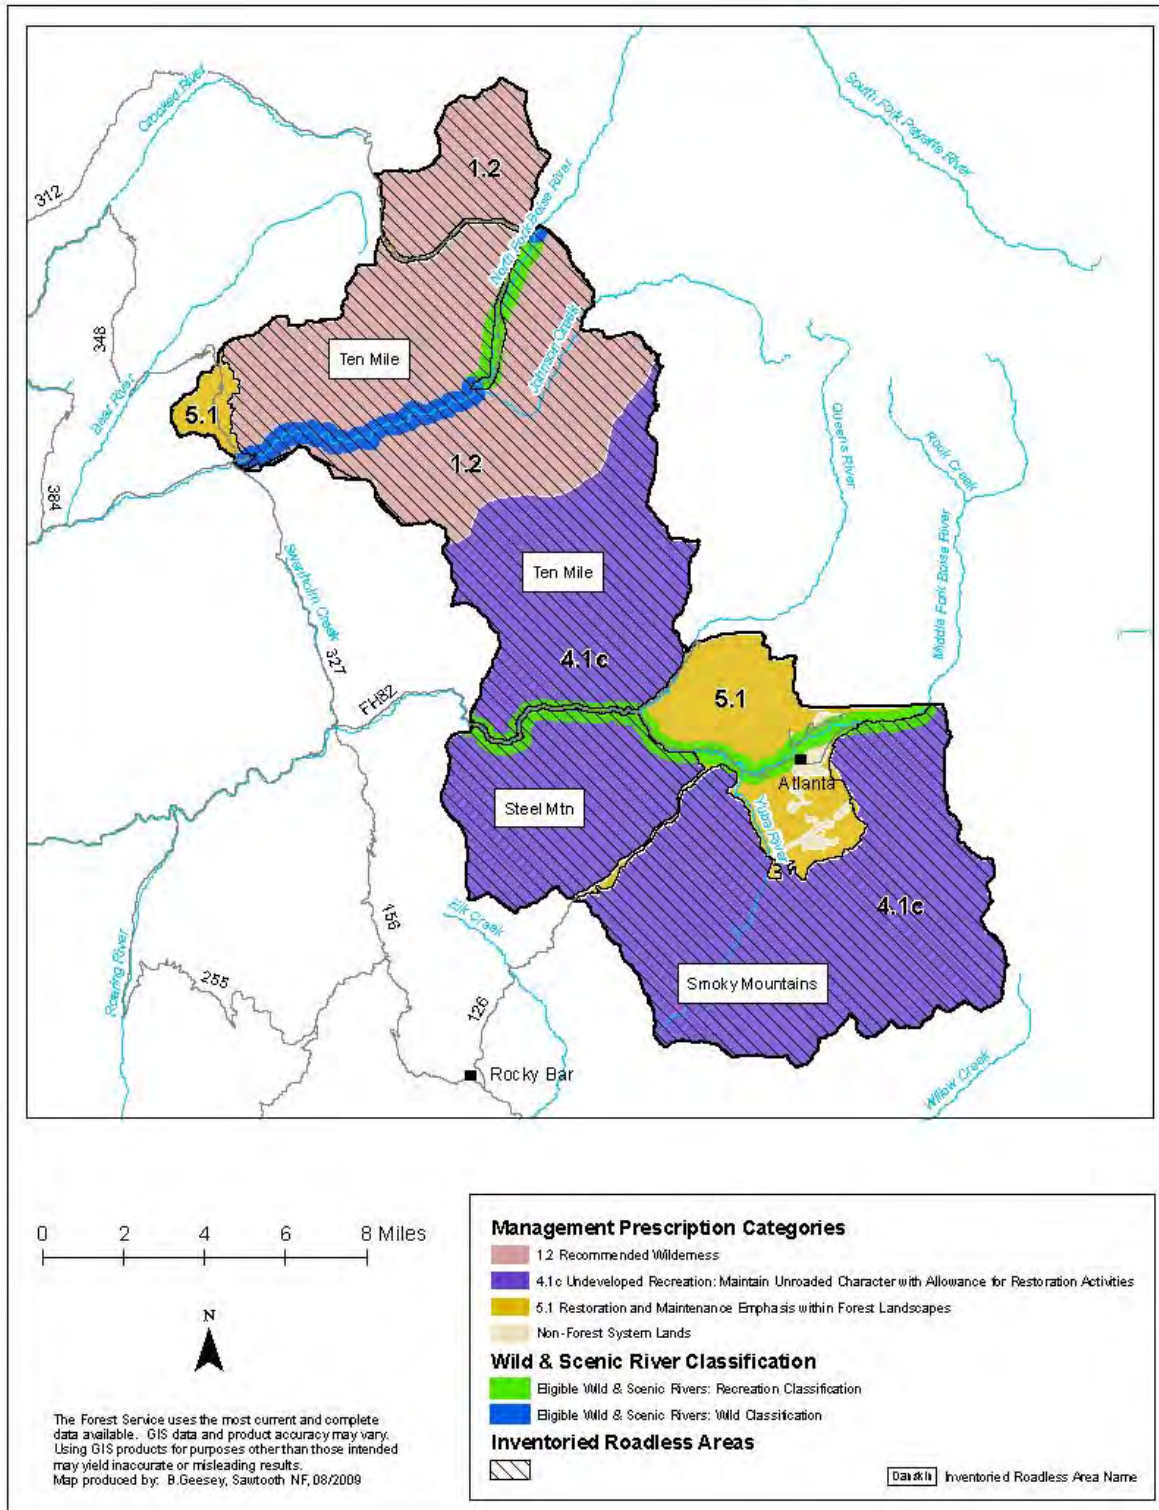 Crooked River
South Fork Payette River
312
1.2
North Fork Boise River
348
Ten Mile
Johnson Creek
Bear River
5.1
Queens River
1.2
Rock Creek
384
Swanholm Creek
Ten Mile
Middle Fork Boise River
327
4.1c
FH82
5.1
Atlanta
Steel Mtn
Yuba River
4.1c
156
Elk Creek
Roaring River
255
Smoky Mountains
126
Rocky Bar
Willow Creek
0 2 4 6 8 Miles
N
The Forest Service uses the most current and complete
data available. GIS data and product accuracy may vary.
Using GIS products for purposes other than those intended
may yield inaccurate or misleading results.
Map produced by: B.Geesey, Sawtooth NF, 08/2009
Management Prescription Categories
1.2 Recommended Wilderness
4.1c Undeveloped Recreation: Maintain Unroaded Character with Allowance for Restoration Activities
5.1 Restoration and Maintenance Emphasis within Forest Landscapes
Non-Forest System Lands
Wild & Scenic River Classification
Eligible Wild & Scenic Rivers: Recreation Classification
Eligible Wild & Scenic Rivers: Wild Classification
Inventoried Roadless Areas
Danskin Inventoried Roadless Area Name